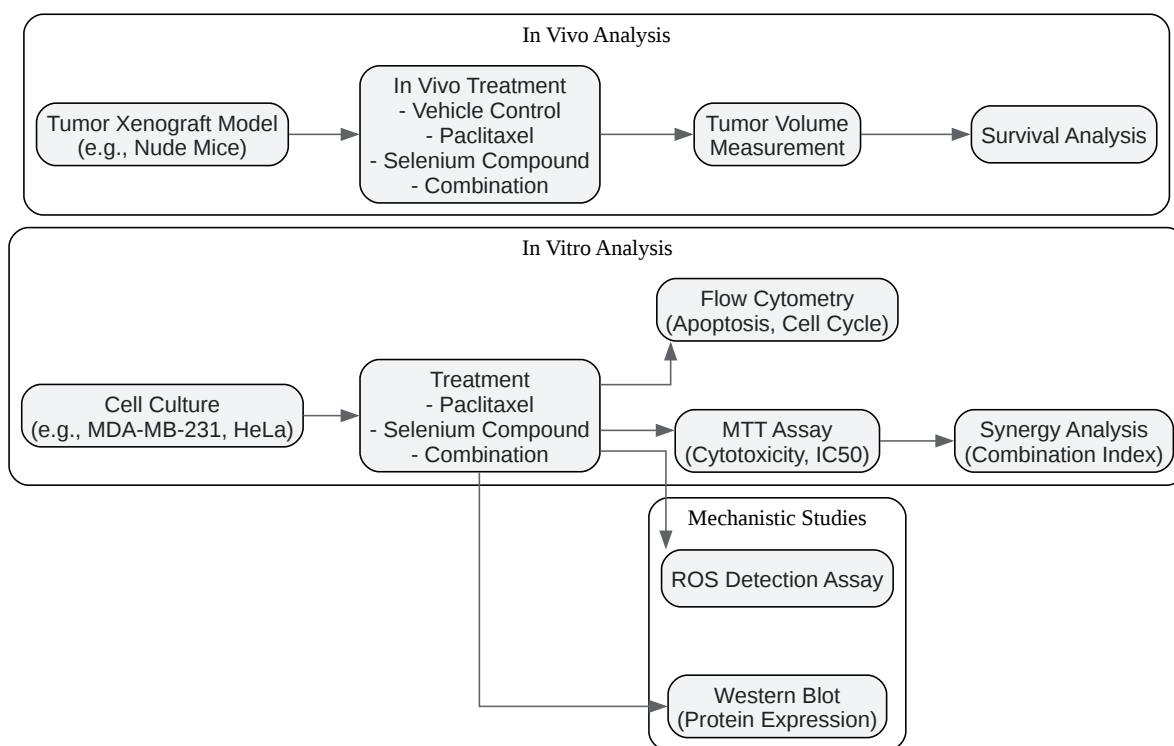 In Vivo Analysis
Tumor Xenograft Model
(e.g., Nude Mice)
In Vivo Treatment
- Vehicle Control
- Paclitaxel
- Selenium Compound
- Combination
Tumor Volume
Measurement
Survival Analysis
In Vitro Analysis
Cell Culture
(e.g., MDA-MB-231, HeLa)
Treatment
- Paclitaxel
- Selenium Compound
- Combination
Flow Cytometry
(Apoptosis, Cell Cycle)
MTT Assay
(Cytotoxicity, IC50)
Synergy Analysis
(Combination Index)
Mechanistic Studies
ROS Detection Assay
Western Blot
(Protein Expression)